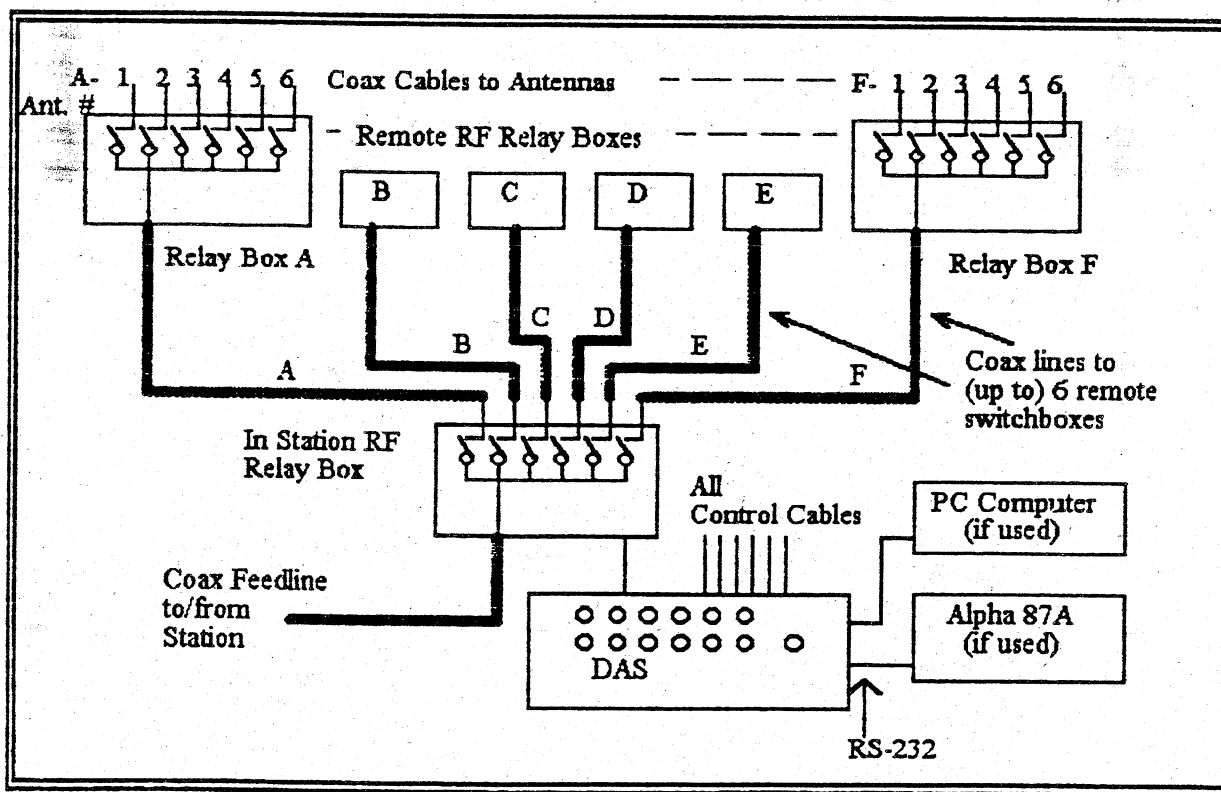 A- 1 2 3 4 5 6
Coax Cables to Antennas
F- 1 2 3 4 5 6
Ant. #
Remote RF Relay Boxes
B
C
D
E
Relay Box A
Relay Box F
C
D
B
E
A
F
Coax lines to
(up to) 6 remote
switchboxes
In Station RF
Relay Box
All
Control Cables
PC Computer
(if used)
Coax Feedline
to/from
Station
Alpha 87A
(if used)
DAS
RS-232